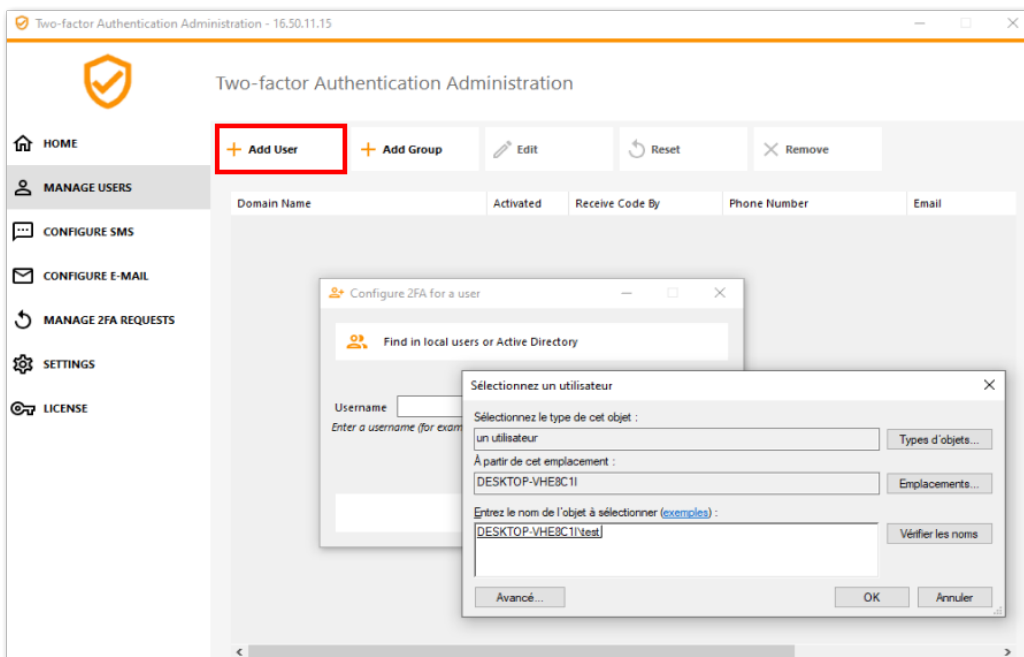 Two-factor Authentication Administration - 16.50.11.15
Two-factor Authentication Administration
HOME
MANAGE USERS
CONFIGURE SMS
CONFIGURE E-MAIL
MANAGE 2FA REQUESTS
SETTINGS
LICENSE
Add User
Add Group
Edit
Reset
Remove
Domain Name
Activated
Receive Code By
Phone Number
Email
Configure 2FA for a user
Find in local users or Active Directory
Username
Enter a username (for exam
Sélectionnez un utilisateur
Sélectionnez le type de cet objet :
un utilisateur
Types d'objets...
À partir de cet emplacement :
DESKTOP-VHE8C1I
Emplacements...
Entrez le nom de l'objet à sélectionner (exemples) :
DESKTOP-VHE8C1I\test
Vérifier les noms
Avancé...
OK
Annuler